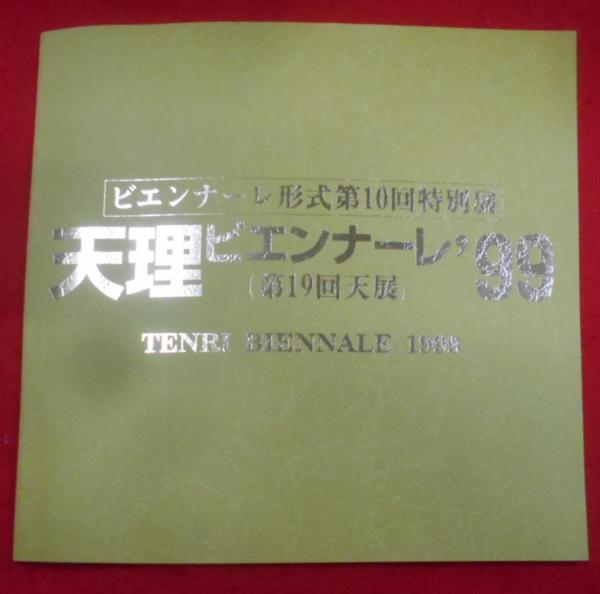 ビエンナーレ形式第10回特別展
天理ビエンナーレ'99
(第19回天展)
TENRI BIENNALE 1999